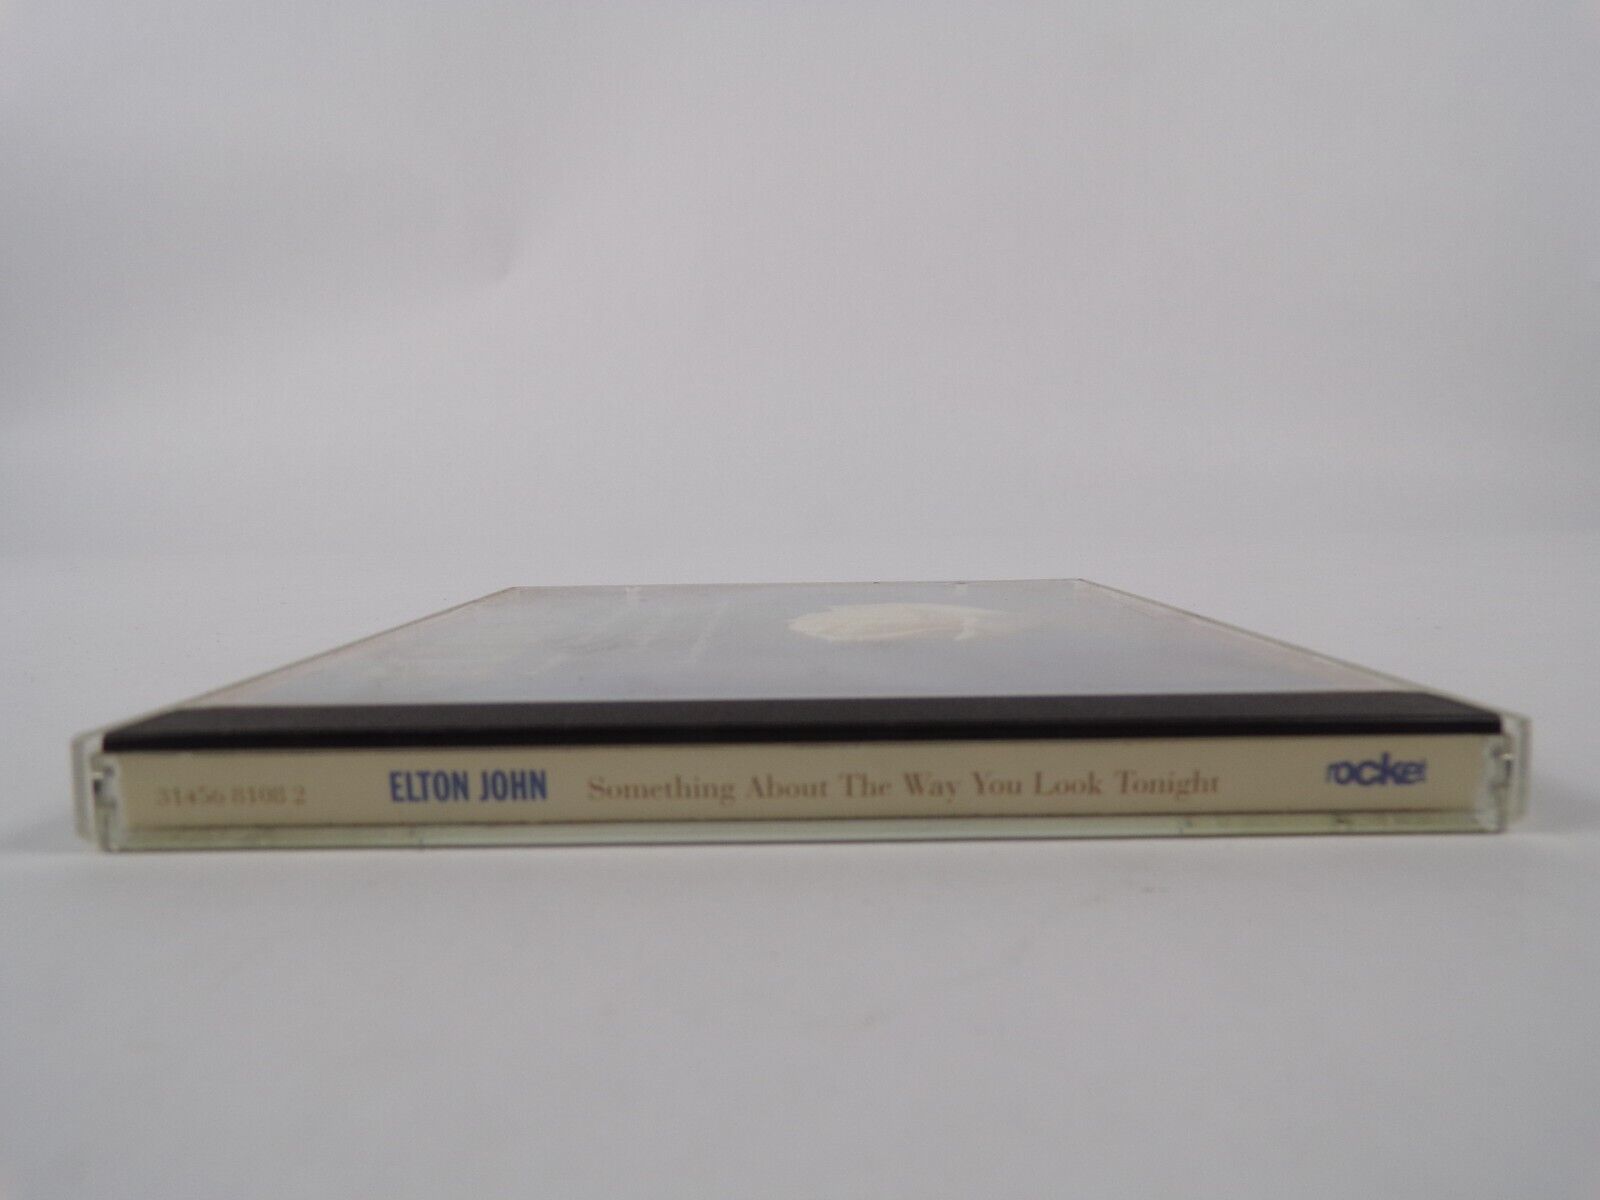 31456 8108 2 ELTON JOHN Something About The Way You Look Tonight rocket